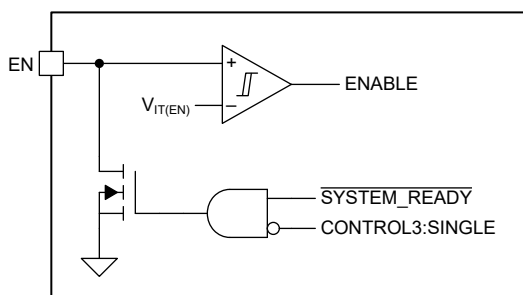 EN
+
ENABLE
V_IT(EN)
−
SYSTEM_READY
CONTROL3:SINGLE